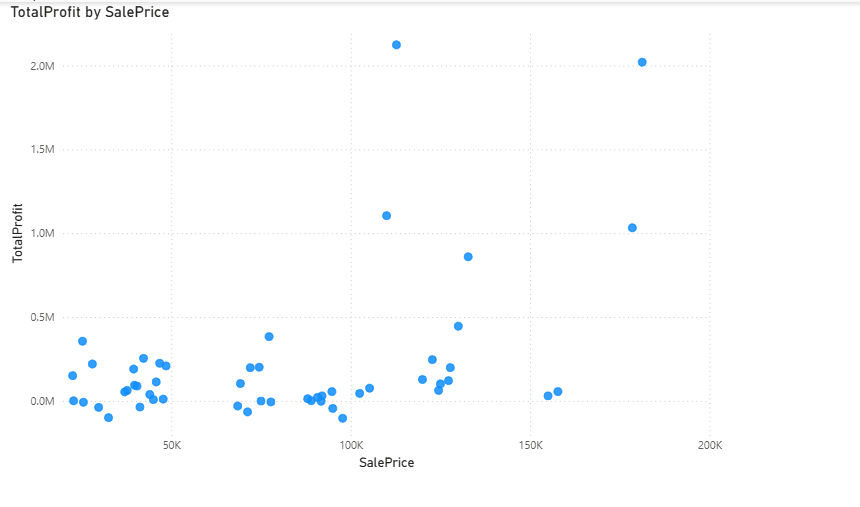 TotalProfit by SalePrice
2.0M
1.5M
1.0M
0.5M
0.0M
TotalProfit
50K 100K 150K 200K
SalePrice